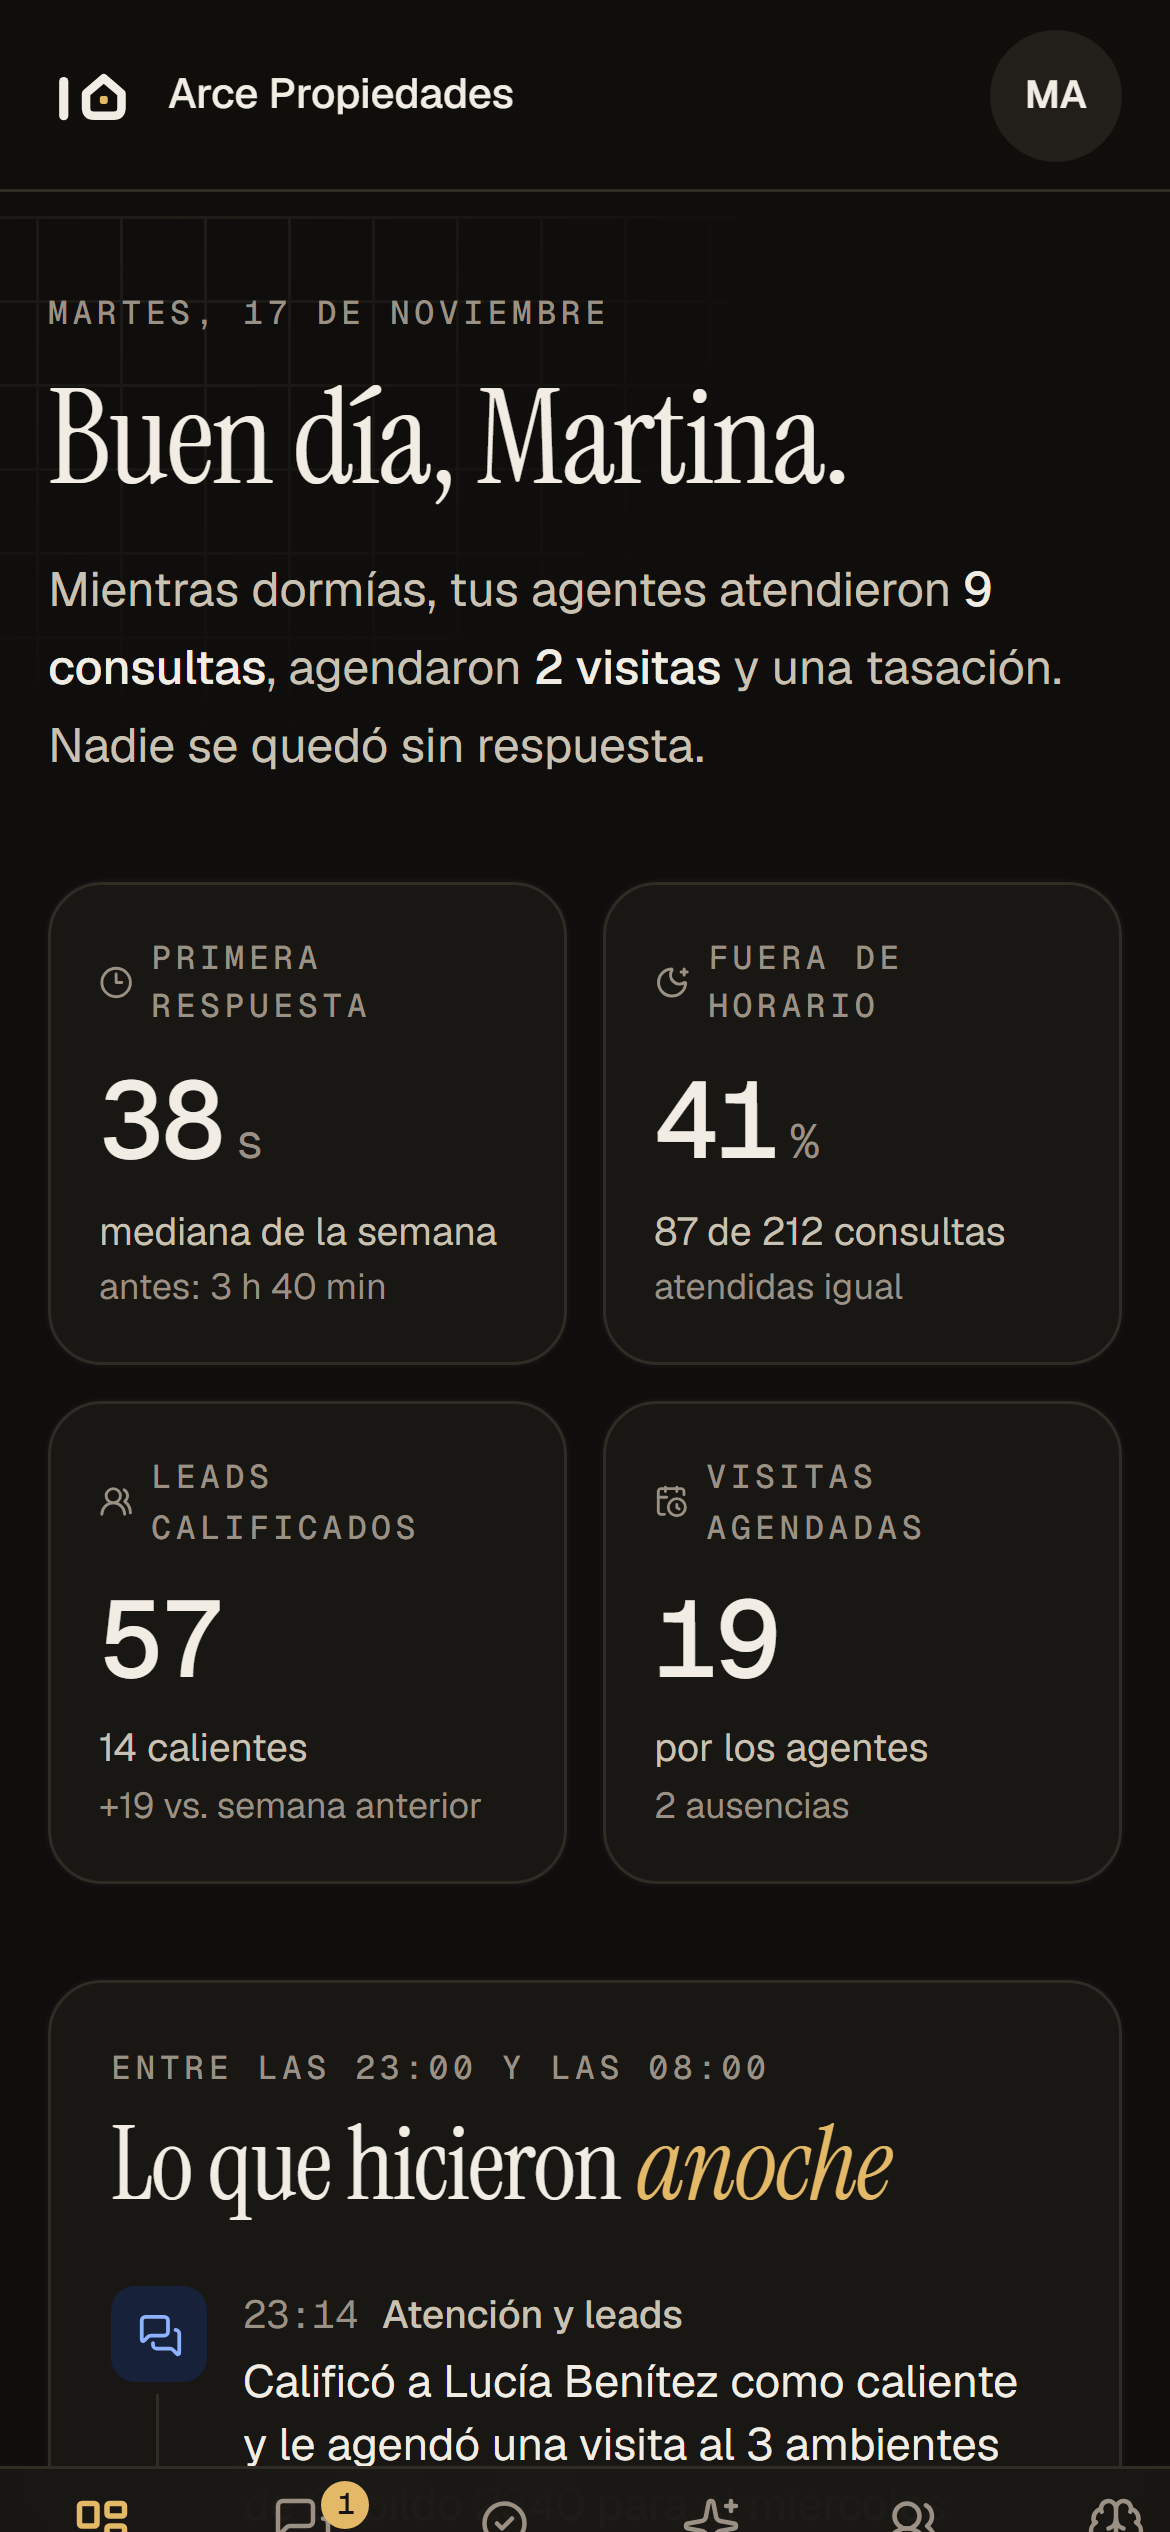 Arce Propiedades
MA
MARTES, 17 DE NOVIEMBRE
Buen día, Martina.
Mientras dormías, tus agentes atendieron 9
consultas, agendaron 2 visitas y una tasación.
Nadie se quedó sin respuesta.
PRIMERA
RESPUESTA
38 s
mediana de la semana
antes: 3 h 40 min
FUERA DE
HORARIO
41 %
87 de 212 consultas
atendidas igual
LEADS
CALIFICADOS
57
14 calientes
+19 vs. semana anterior
VISITAS
AGENDADAS
19
por los agentes
2 ausencias
ENTRE LAS 23:00 Y LAS 08:00
Lo que hicieron anoche
23:14 Atención y leads
Calificó a Lucía Benítez como caliente
y le agendó una visita al 3 ambientes
1